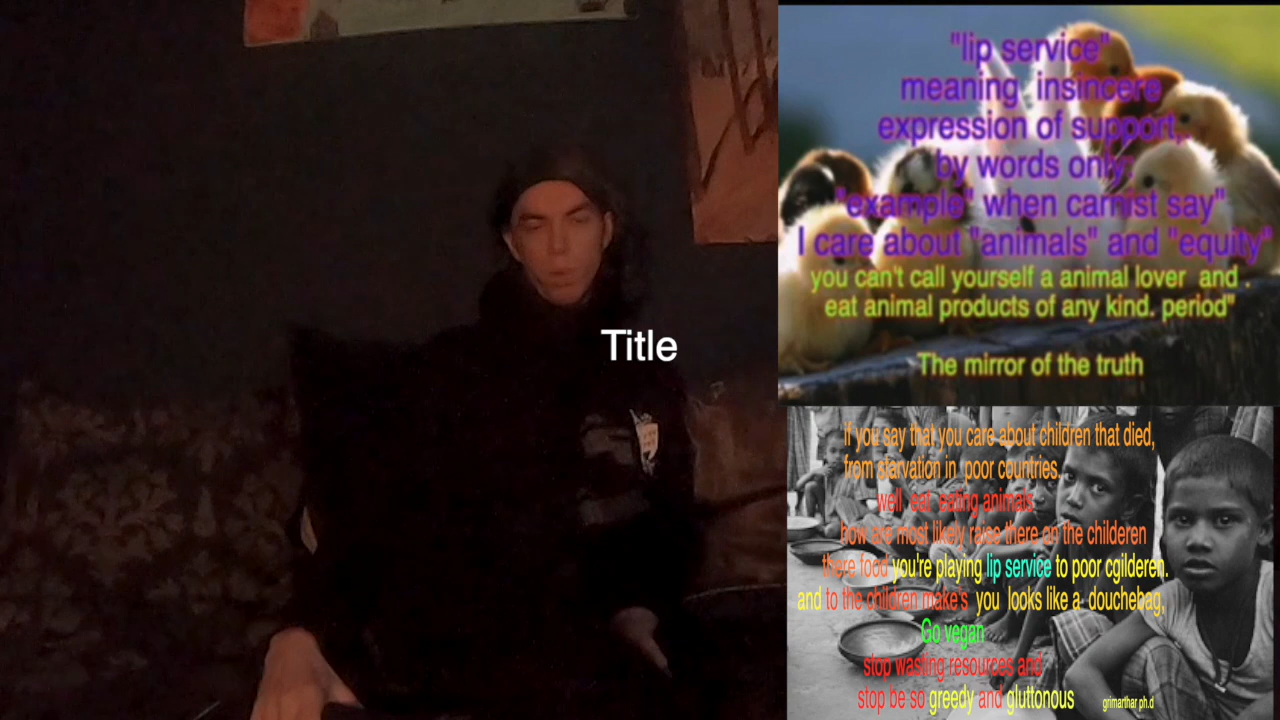 Title
"lip service"
meaning insincere
expression of support,
by words only:
"example" when carnist say"
I care about "animals" and "equity"
you can't call yourself a animal lover and .
eat animal products of any kind. period"
The mirror of the truth
if you say that you care about children that died,
from starvation in poor countries.
well eat eating animals
how are most likely raise there on the childeren
there food you're playing lip service to poor cgilderen.
and to the children make's you looks like a douchebag,
Go vegan
stop wasting resources and
stop be so greedy and gluttonous
grimarthar ph.d